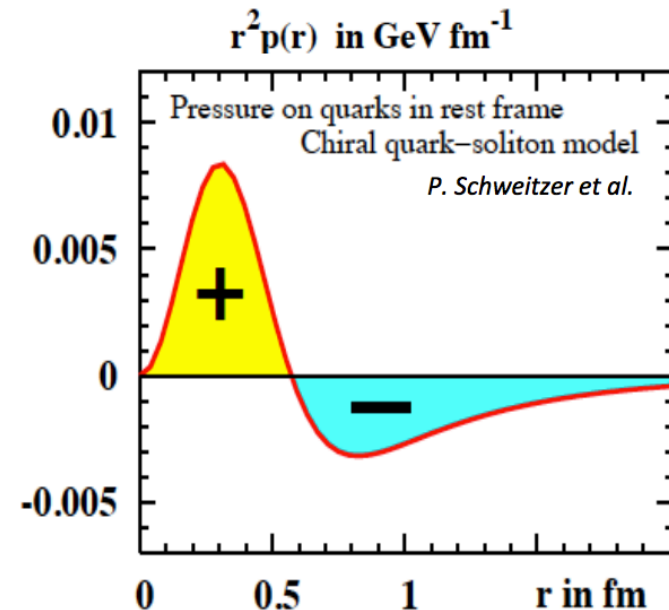 r²p(r) in GeV fm⁻¹
Pressure on quarks in rest frame
Chiral quark–soliton model
P. Schweitzer et al.
0.01
0.005
+
0
−
-0.005
0 0.5 1 r in fm